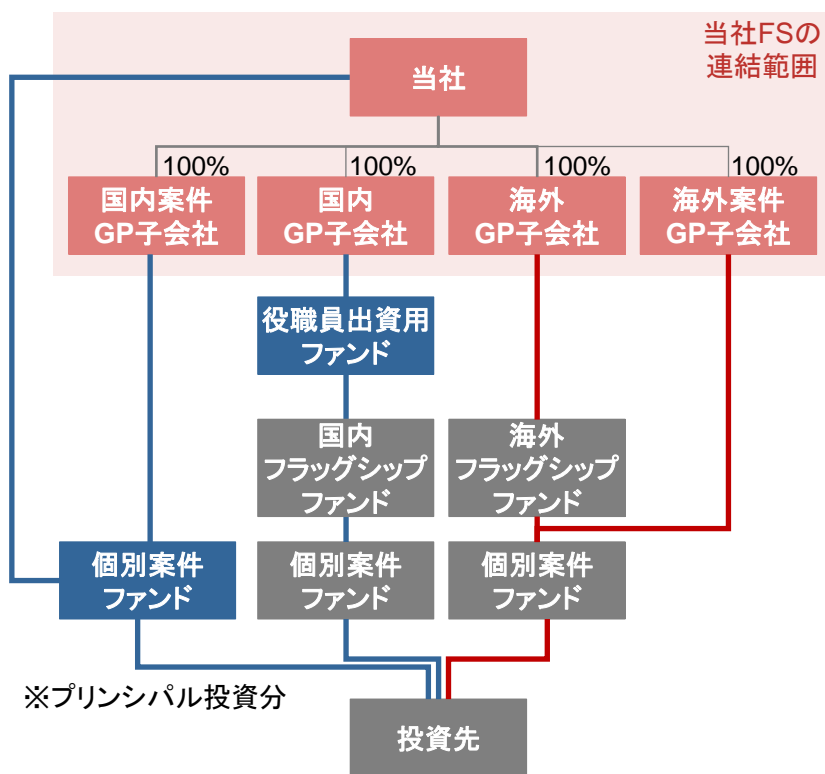 当社FSの
連結範囲
当社
100%
100%
100%
100%
国内案件
GP子会社
国内
GP子会社
海外
GP子会社
海外案件
GP子会社
役職員出資用
ファンド
国内
フラッグシップ
ファンド
海外
フラッグシップ
ファンド
個別案件
ファンド
個別案件
ファンド
個別案件
ファンド
※プリンシパル投資分
投資先